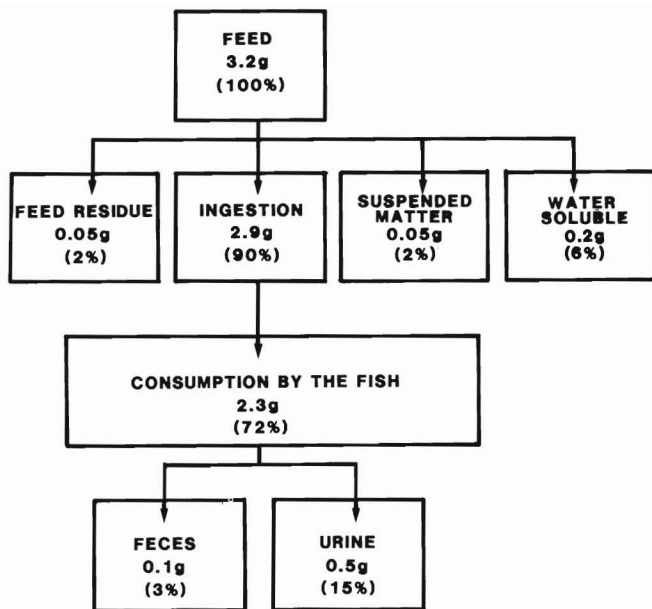 FEED
3.2g
(100%)
FEED RESIDUE
0.05g
(2%)
INGESTION
2.9g
(90%)
SUSPENDED
MATTER
0.05g
(2%)
WATER
SOLUBLE
0.2g
(6%)
CONSUMPTION BY THE FISH
2.3g
(72%)
FECES
0.1g
(3%)
URINE
0.5g
(15%)